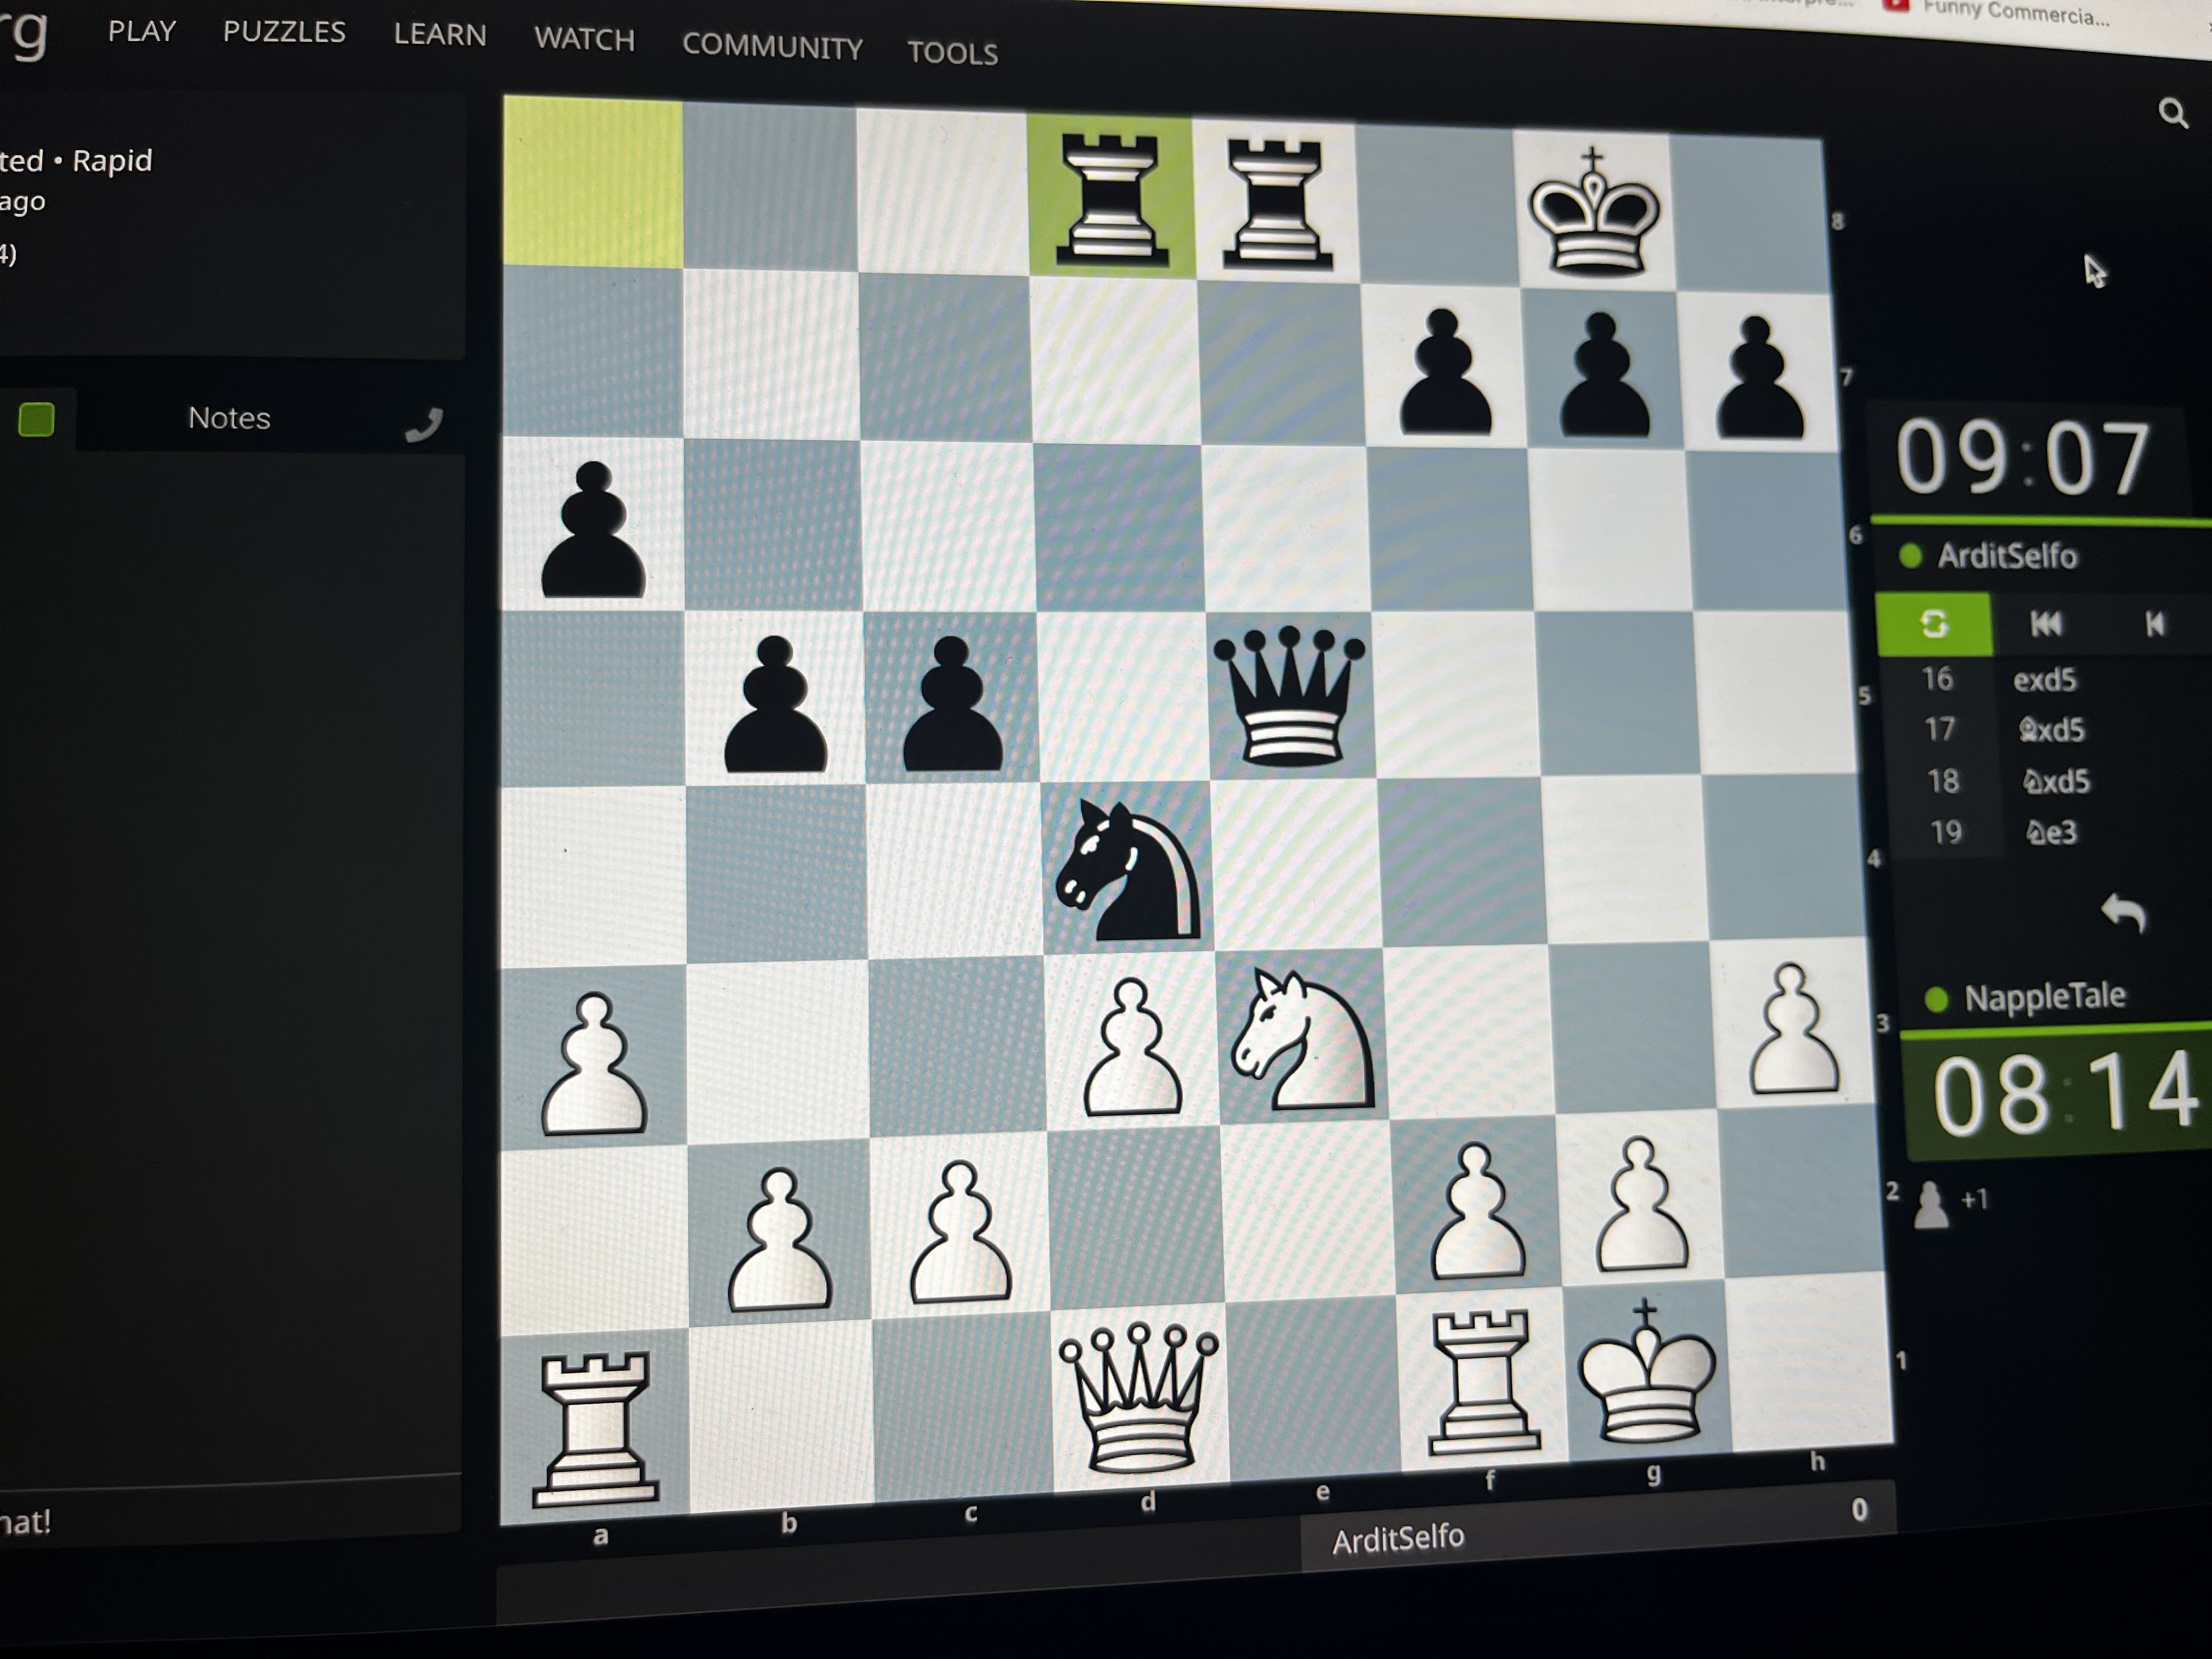 rg PLAY PUZZLES LEARN WATCH COMMUNITY TOOLS
Funny Commercia...
ted • Rapid
ago
4)
Notes
hat!
8
7
6
5
4
3
2
1
a b c d e f g h
09:07
ArditSelfo
16 exd5
17 xd5
18 xd5
19 e3
NappleTale
08:14
+1
ArditSelfo 0